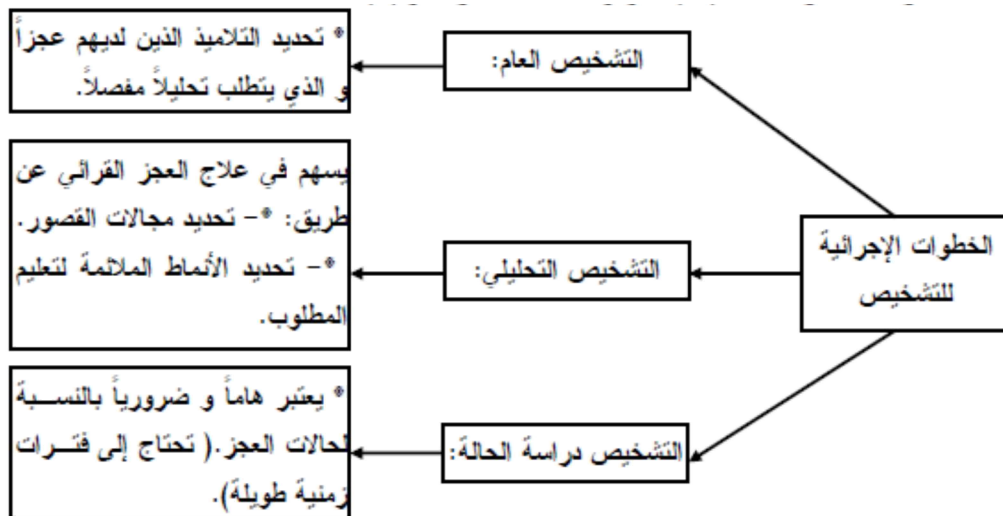 الخطوات الإجرائية
للتشخيص
التشخيص العام:
* تحديد التلاميذ الذين لديهم عجزاً
و الذي يتطلب تحليلاً مفصلاً.
التشخيص التحليلي:
يسهم في علاج العجز القرائي عن
طريق: *- تحديد مجالات القصور.
*- تحديد الأنماط الملائمة لتعليم
المطلوب.
التشخيص دراسة الحالة:
* يعتبر هاماً و ضرورياً بالنسبة
لحالات العجز.( تحتاج إلى فترات
زمنية طويلة).